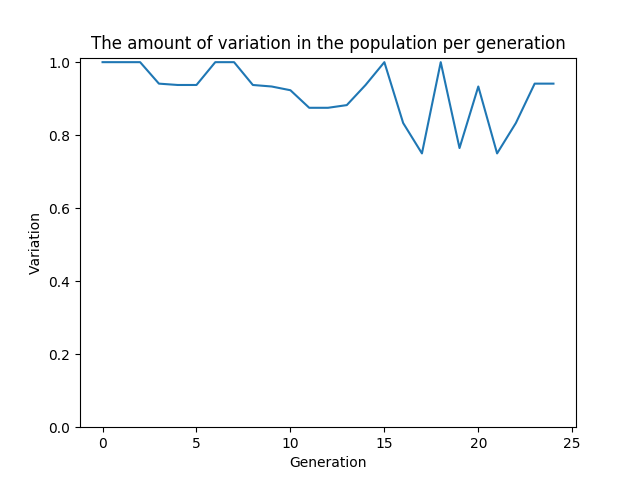 The amount of variation in the population per generation
1.0
0.8
0.6
0.4
0.2
0.0
Variation
0 5 10 15 20 25
Generation